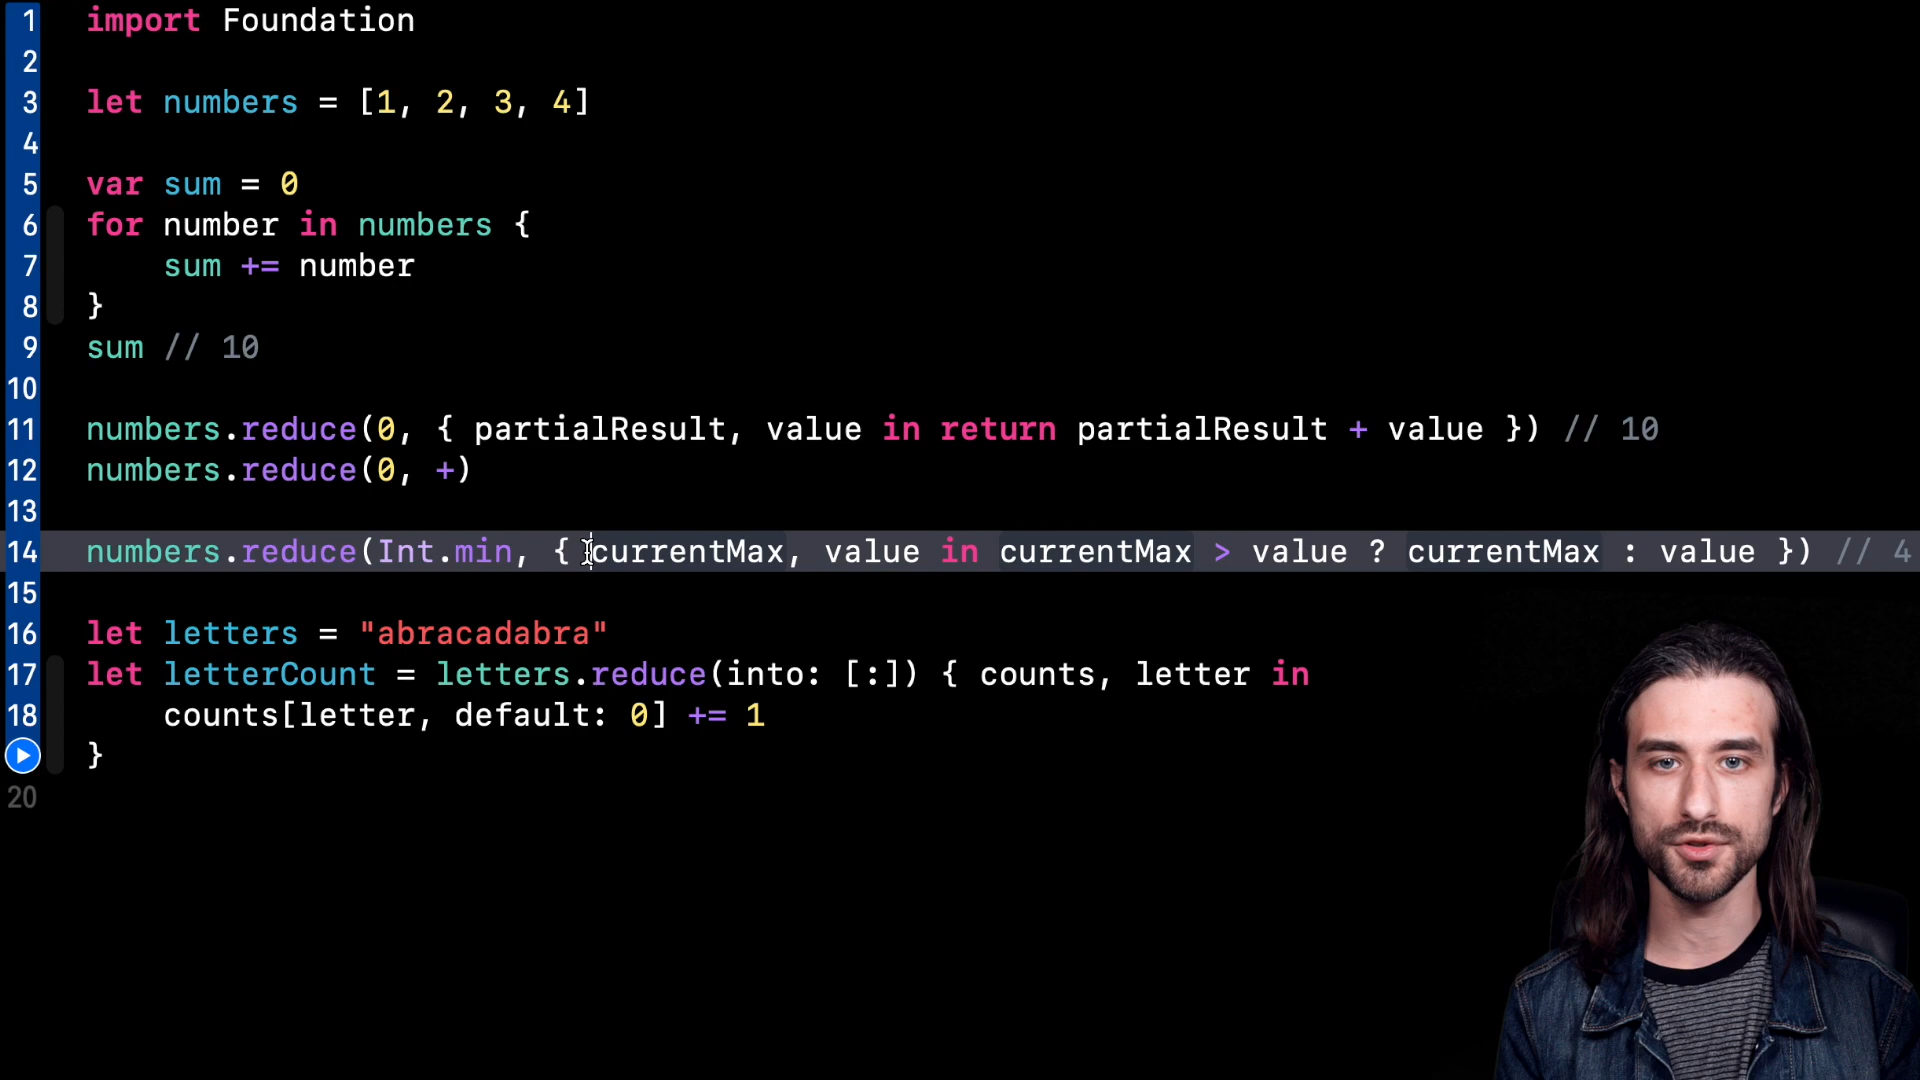 1 import Foundation
2
3 let numbers = [1, 2, 3, 4]
4
5 var sum = 0
6 for number in numbers {
7     sum += number
8 }
9 sum // 10
10
11 numbers.reduce(0, { partialResult, value in return partialResult + value }) // 10
12 numbers.reduce(0, +)
13
14 numbers.reduce(Int.min, { currentMax, value in currentMax > value ? currentMax : value }) // 4
15
16 let letters = "abracadabra"
17 let letterCount = letters.reduce(into: [:]) { counts, letter in
18     counts[letter, default: 0] += 1
}
20